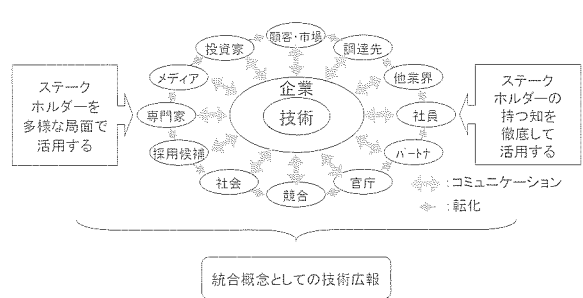 顧客・市場
投資家
調達先
メディア
他業界
企業
技術
専門家
社員
採用候補
パートナ
社会
官庁
競合
ステーク
ホルダーを
多様な局面で
活用する
ステーク
ホルダーの
持つ知を
徹底して
活用する
:コミュニケーション
:転化
統合概念としての技術広報